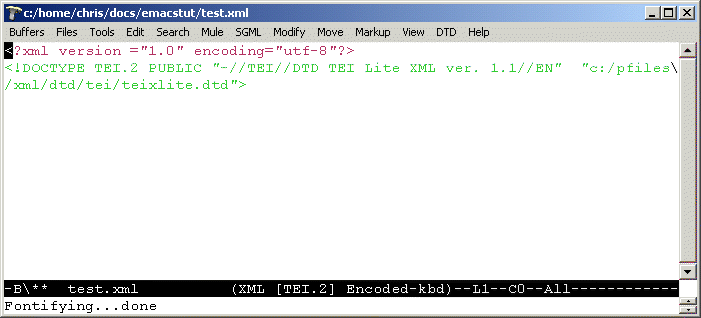 c:/home/chris/docs/emacstut/test.xml
Buffers Files Tools Edit Search Mule SGML Modify Move Markup View DTD Help
<?xml version ="1.0" encoding="utf-8"?>
<!DOCTYPE TEI.2 PUBLIC "-//TEI//DTD TEI Lite XML ver. 1.1//EN"  "c:/pfiles\
/xml/dtd/tei/teixlite.dtd">
-B\**  test.xml          (XML [TEI.2] Encoded-kbd)--L1--C0--All------------
Fontifying...done